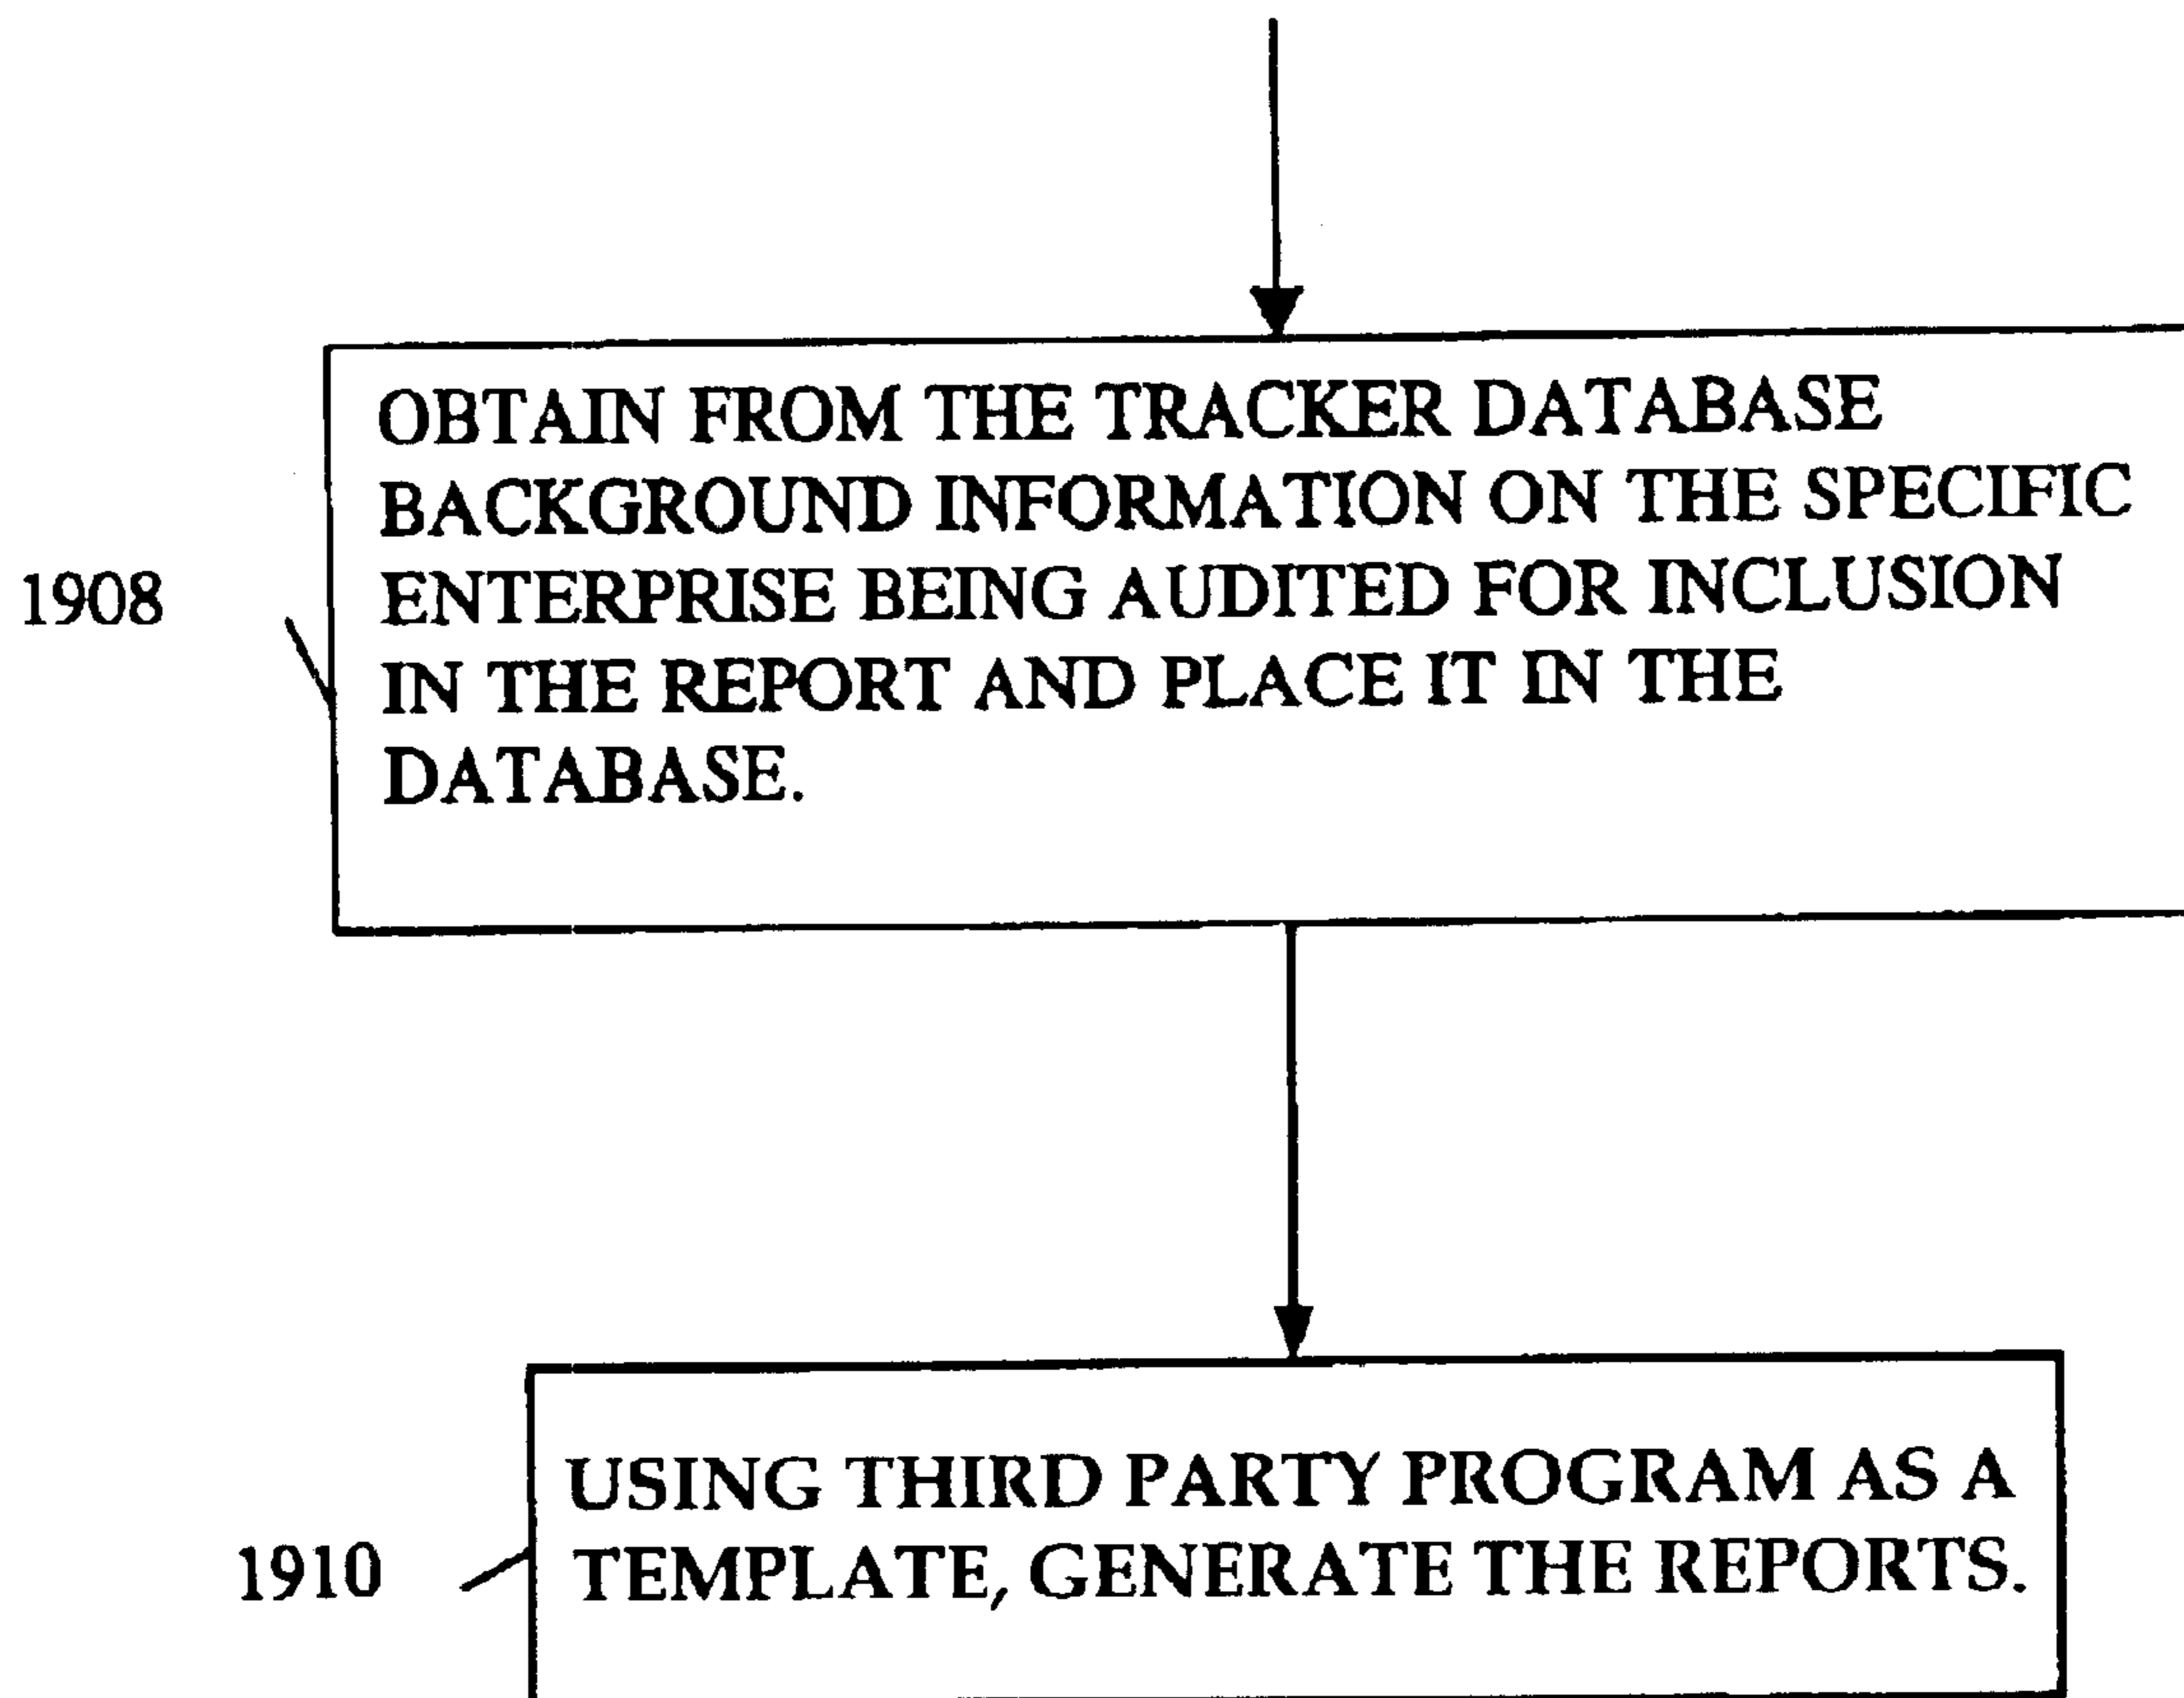 OBTAIN FROM THE TRACKER DATABASE
BACKGROUND INFORMATION ON THE SPECIFIC
ENTERPRISE BEING AUDITED FOR INCLUSION
IN THE REPORT AND PLACE IT IN THE
DATABASE.
1908
USING THIRD PARTY PROGRAM AS A
TEMPLATE, GENERATE THE REPORTS.
1910